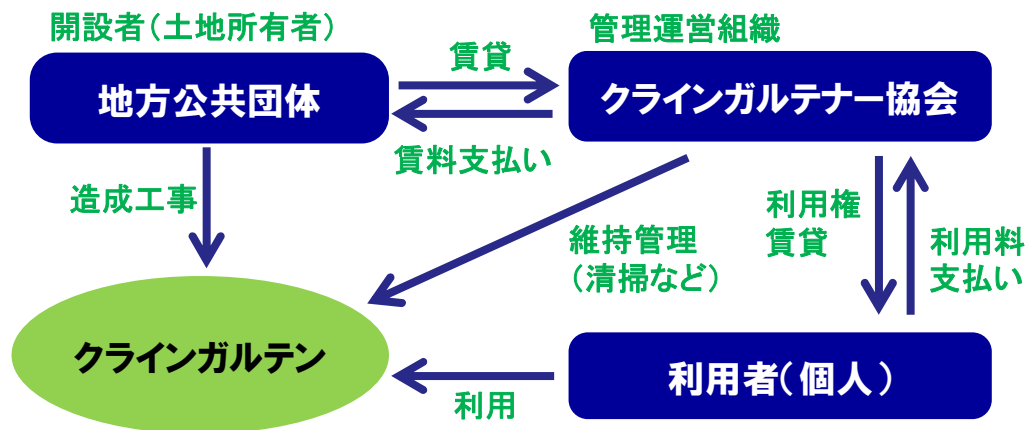 開設者（土地所有者）
管理運営組織
地方公共団体
賃貸
クラインガルテナー協会
賃料支払い
造成工事
利用権
賃貸
利用料
支払い
維持管理
（清掃など）
クラインガルテン
利用者（個人）
利用